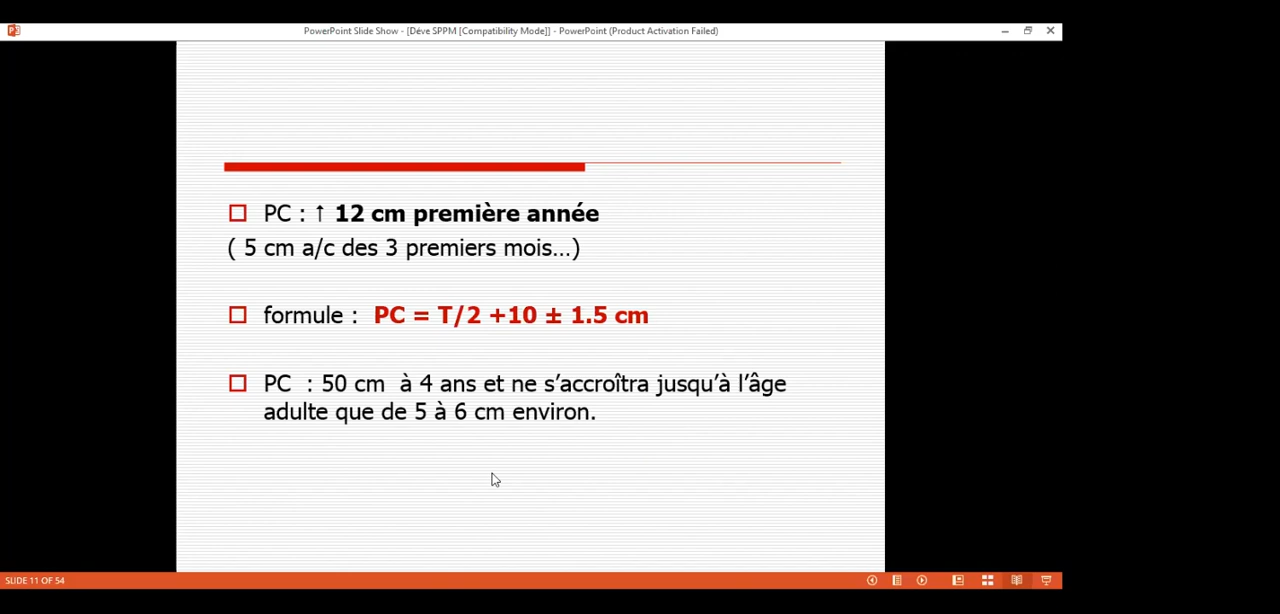 PowerPoint Slide Show - [Déve SPPM [Compatibility Mode]] - PowerPoint (Product Activation Failed)
PC : ↑ 12 cm première année
( 5 cm a/c des 3 premiers mois...)
formule : PC = T/2 +10 ± 1.5 cm
PC : 50 cm à 4 ans et ne s'accroîtra jusqu'à l'âge
adulte que de 5 à 6 cm environ.
SLIDE 11 OF 54